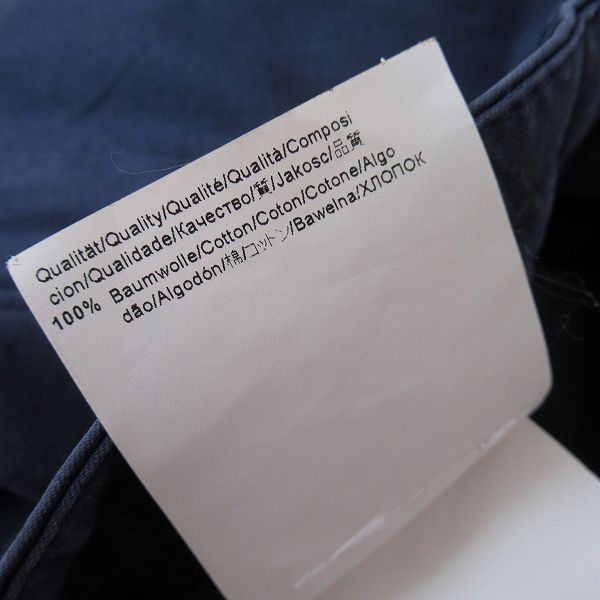 Qualität/Quality/Qualité/Qualità/Composi
cion/Qualidade/Качество/質/Jakosc/品質
100% Baumwolle/Cotton/Coton/Cotone/Algo
dão/Algodón/棉/コットン/Bawelna/ХЛОПОК